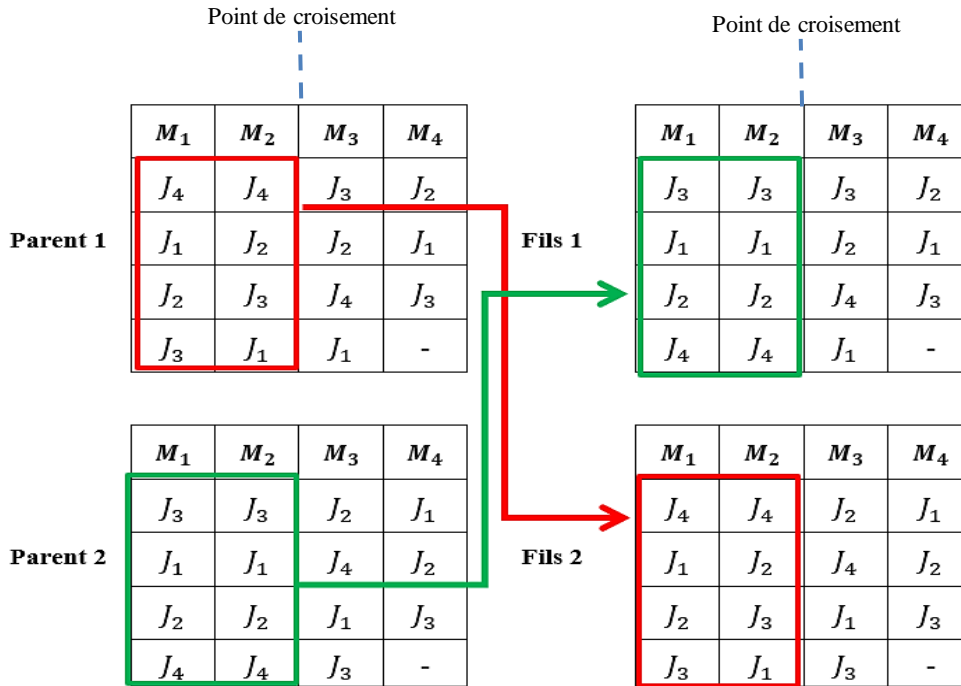 Point de croisement
Point de croisement
M₁ M₂ M₃ M₄
J₄ J₄ J₃ J₂
Parent 1
J₁ J₂ J₂ J₁
J₂ J₃ J₄ J₃
J₃ J₁ J₁ -
M₁ M₂ M₃ M₄
J₃ J₃ J₃ J₂
Fils 1
J₁ J₁ J₂ J₁
J₂ J₂ J₄ J₃
J₄ J₄ J₁ -
M₁ M₂ M₃ M₄
J₃ J₃ J₂ J₁
Parent 2
J₁ J₁ J₄ J₂
J₂ J₂ J₁ J₃
J₄ J₄ J₃ -
M₁ M₂ M₃ M₄
J₄ J₄ J₂ J₁
Fils 2
J₁ J₂ J₄ J₂
J₂ J₃ J₁ J₃
J₃ J₁ J₃ -